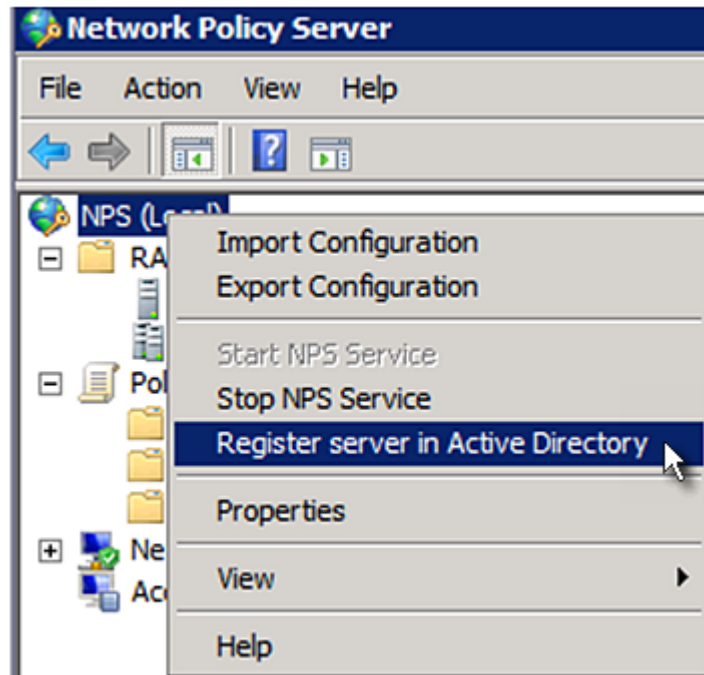 Network Policy Server
File Action View Help
NPS (Local)
Import Configuration
RA
Export Configuration
Start NPS Service
Pol
Stop NPS Service
Register server in Active Directory
Properties
Ne
View
Acc
Help